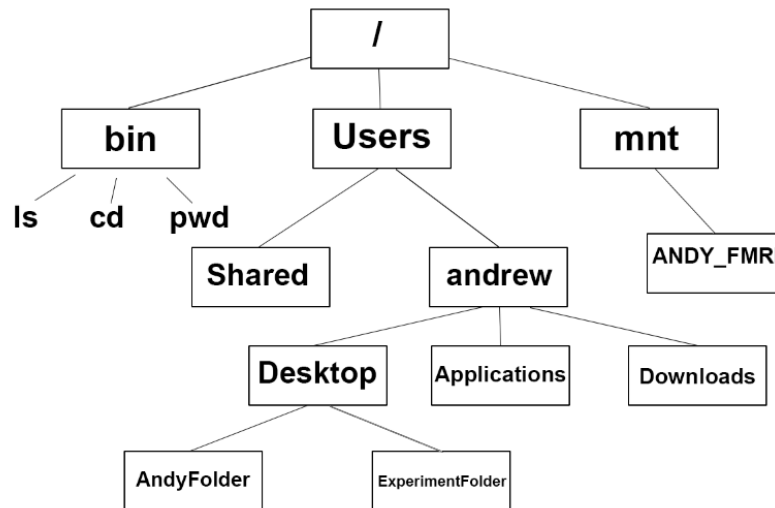 /
bin
Users
mnt
ls
cd
pwd
Shared
andrew
ANDY_FMR
Desktop
Applications
Downloads
AndyFolder
ExperimentFolder